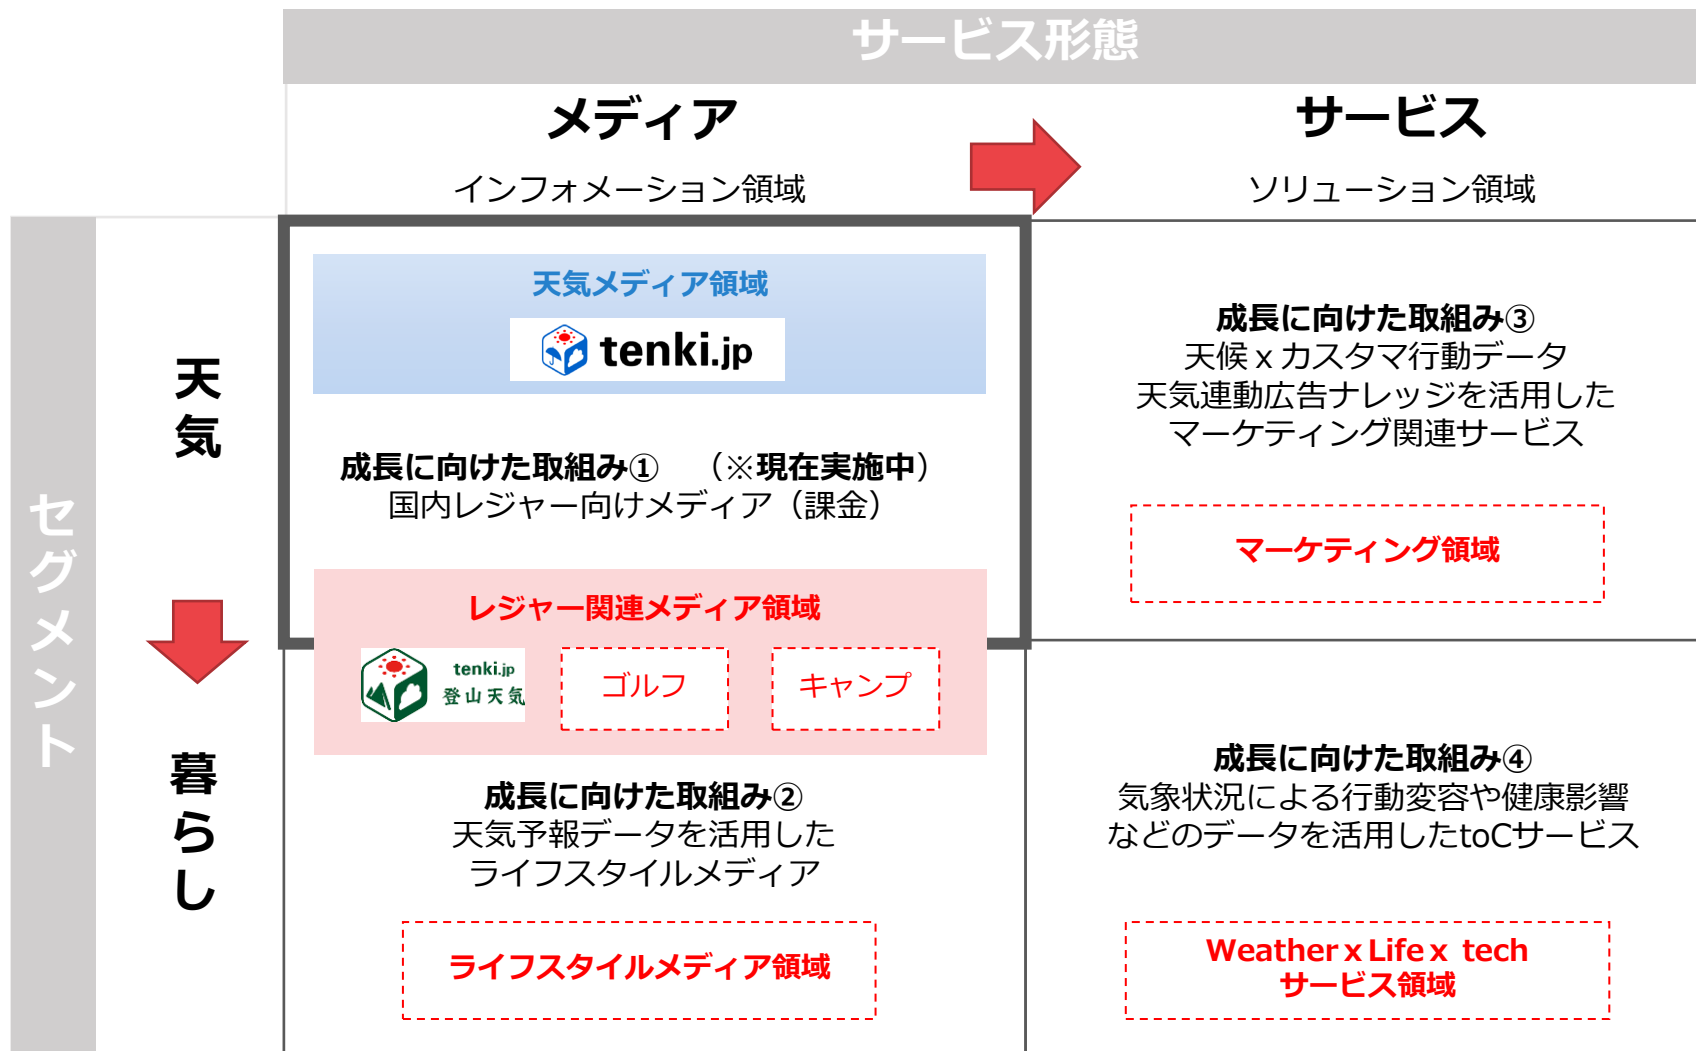 サービス形態
メディア
サービス
インフォメーション領域
ソリューション領域
セグメント
天気
暮らし
天気メディア領域
tenki.jp
成長に向けた取組み① （※現在実施中）
国内レジャー向けメディア（課金）
レジャー関連メディア領域
tenki.jp
登山天気
ゴルフ
キャンプ
成長に向けた取組み②
天気予報データを活用した
ライフスタイルメディア
ライフスタイルメディア領域
成長に向けた取組み③
天候 x カスタマ行動データ
天気連動広告ナレッジを活用した
マーケティング関連サービス
マーケティング領域
成長に向けた取組み④
気象状況による行動変容や健康影響
などのデータを活用したtoCサービス
Weather x Life x tech
サービス領域